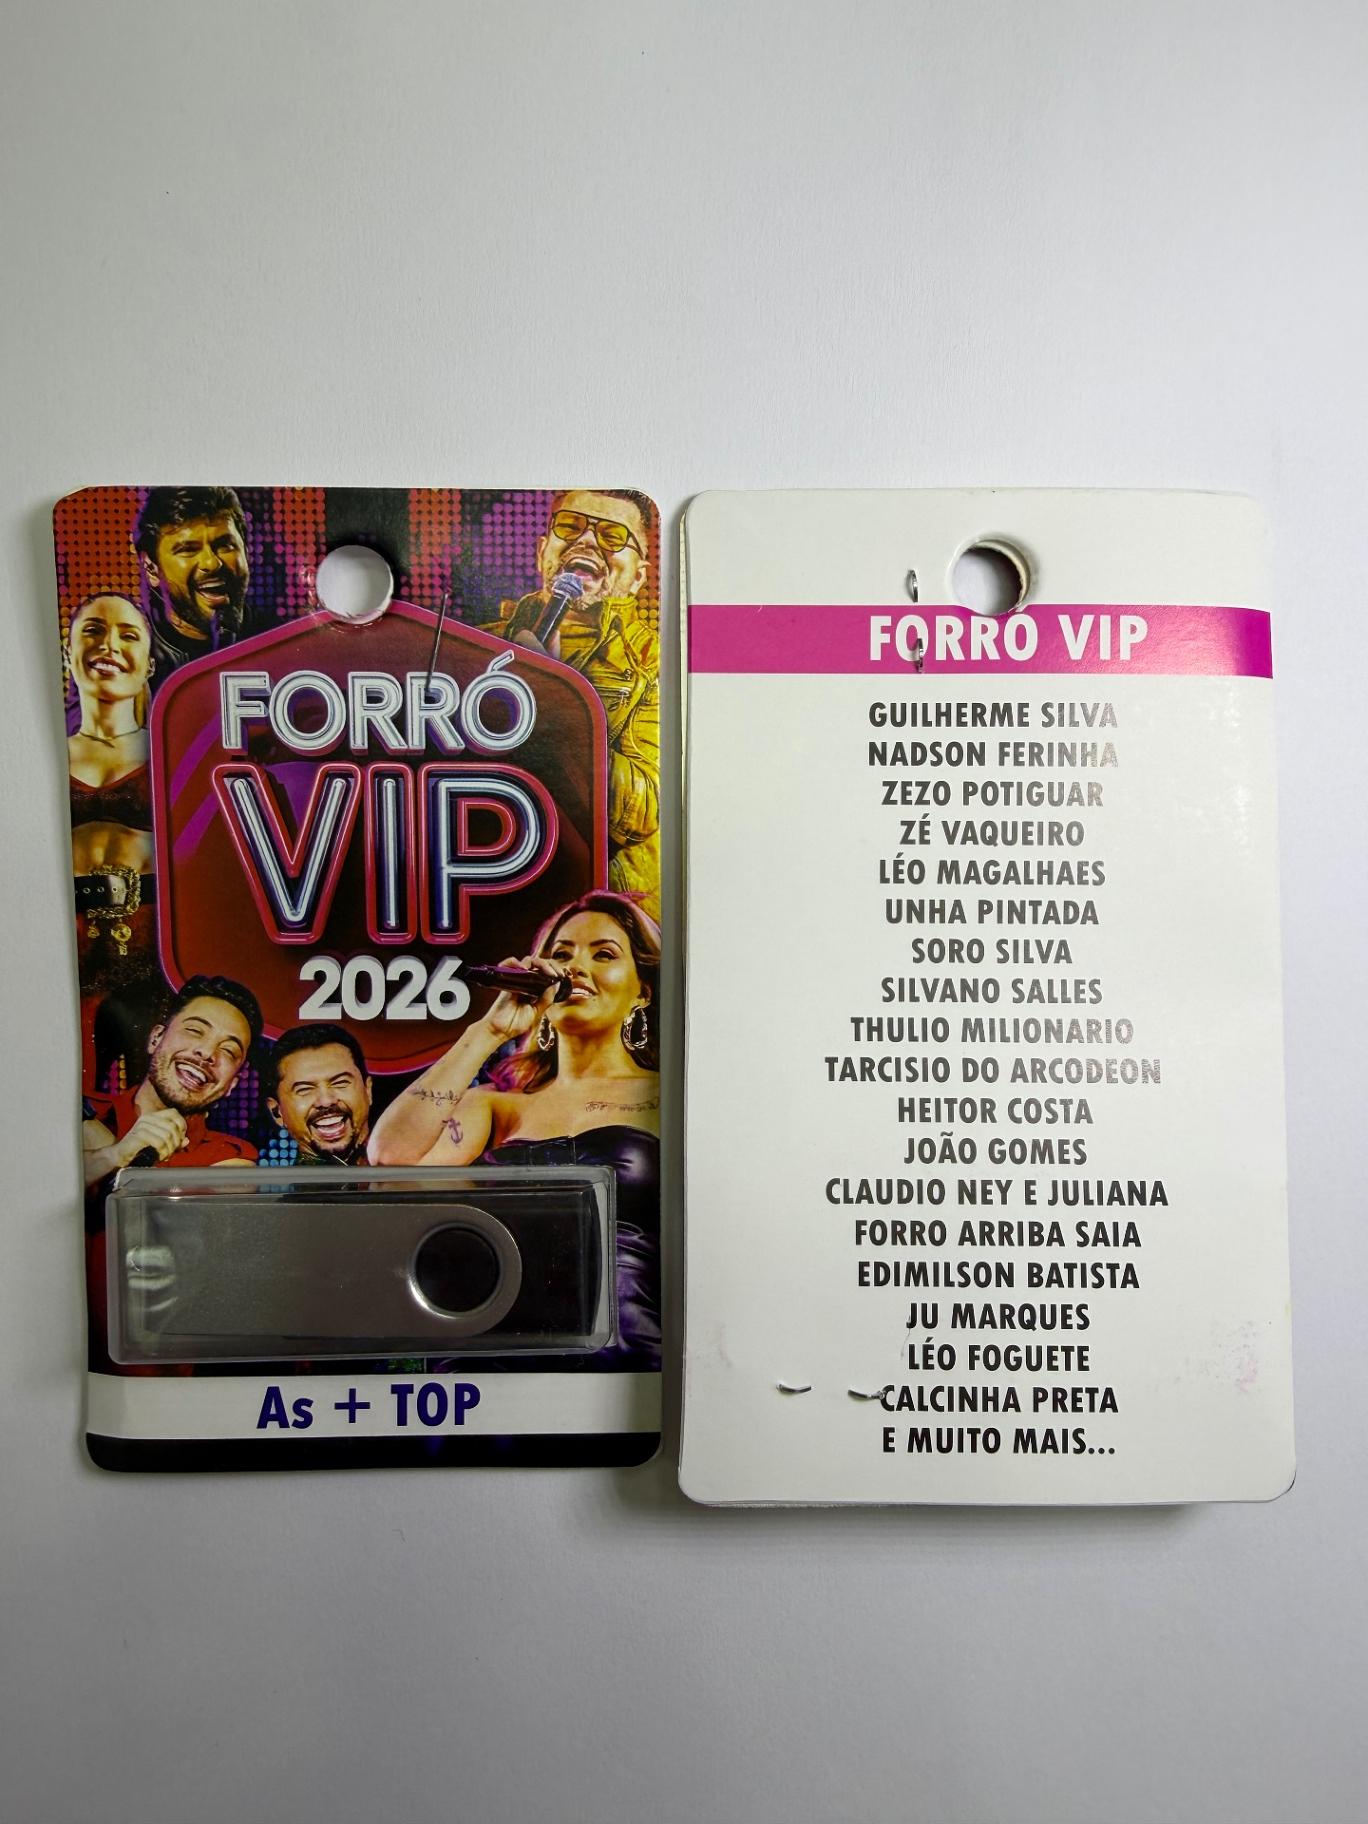 FORRÓ
VIP
2026
As + TOP
FORRO VIP
GUILHERME SILVA
NADSON FERINHA
ZEZO POTIGUAR
ZÉ VAQUEIRO
LÉO MAGALHAES
UNHA PINTADA
SORO SILVA
SILVANO SALLES
THULIO MILIONARIO
TARCISIO DO ARCODEON
HEITOR COSTA
JOÃO GOMES
CLAUDIO NEY E JULIANA
FORRO ARRIBA SAIA
EDIMILSON BATISTA
JU MARQUES
LÉO FOGUETE
CALCINHA PRETA
E MUITO MAIS...